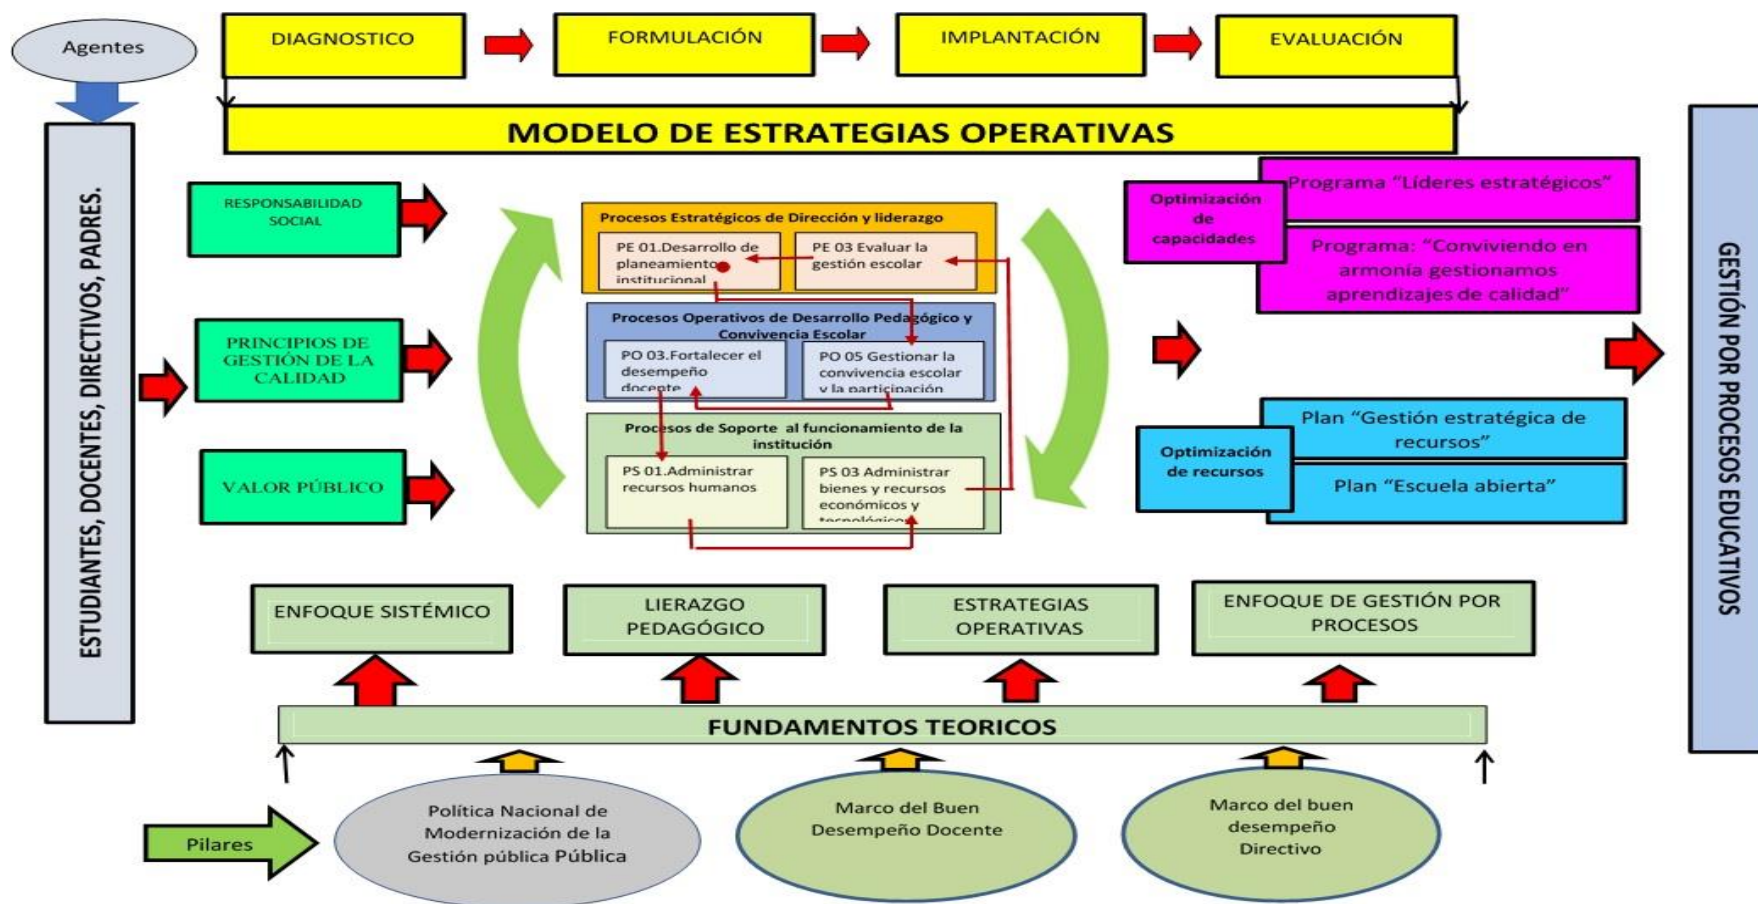 Agentes
DIAGNOSTICO
FORMULACIÓN
IMPLANTACIÓN
EVALUACIÓN
MODELO DE ESTRATEGIAS OPERATIVAS
ESTUDIANTES, DOCENTES, DIRECTIVOS, PADRES.
RESPONSABILIDAD
SOCIAL
PRINCIPIOS DE
GESTIÓN DE LA
CALIDAD
VALOR PÚBLICO
Procesos Estratégicos de Dirección y liderazgo
PE 01.Desarrollo de
planeamiento
institucional
PE 03 Evaluar la
gestión escolar
Procesos Operativos de Desarrollo Pedagógico y
Convivencia Escolar
PO 03.Fortalecer el
desempeño
docente
PO 05 Gestionar la
convivencia escolar
y la participación
Procesos de Soporte al funcionamiento de la
institución
PS 01.Administrar
recursos humanos
PS 03 Administrar
bienes y recursos
económicos y
tecnológicos
Optimización
de
capacidades
Programa “Líderes estratégicos”
Programa: “Conviviendo en
armonía gestionamos
aprendizajes de calidad”
Optimización
de recursos
Plan “Gestión estratégica de
recursos”
Plan “Escuela abierta”
GESTIÓN POR PROCESOS EDUCATIVOS
ENFOQUE SISTÉMICO
LIERAZGO
PEDAGÓGICO
ESTRATEGIAS
OPERATIVAS
ENFOQUE DE GESTIÓN POR
PROCESOS
FUNDAMENTOS TEORICOS
Pilares
Política Nacional de
Modernización de la
Gestión pública Pública
Marco del Buen
Desempeño Docente
Marco del buen
desempeño
Directivo